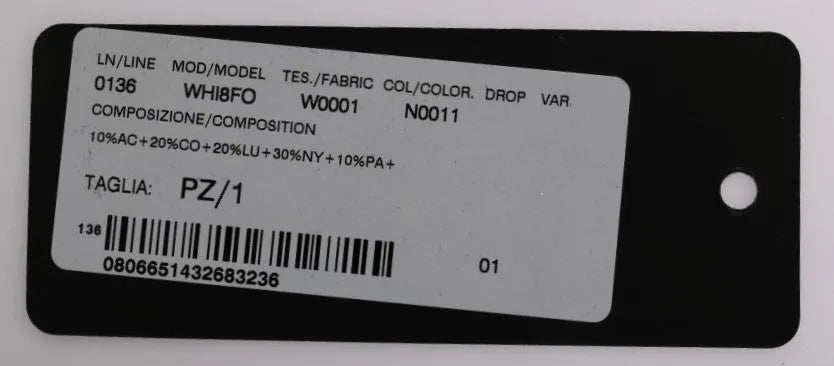 LN/LINE MOD/MODEL TES./FABRIC COL/COLOR. DROP VAR.
0136 WHI8FO W0001 N0011
COMPOSIZIONE/COMPOSITION
10%AC+20%CO+20%LU+30%NY+10%PA+
TAGLIA: PZ/1
136
0806651432683236
01